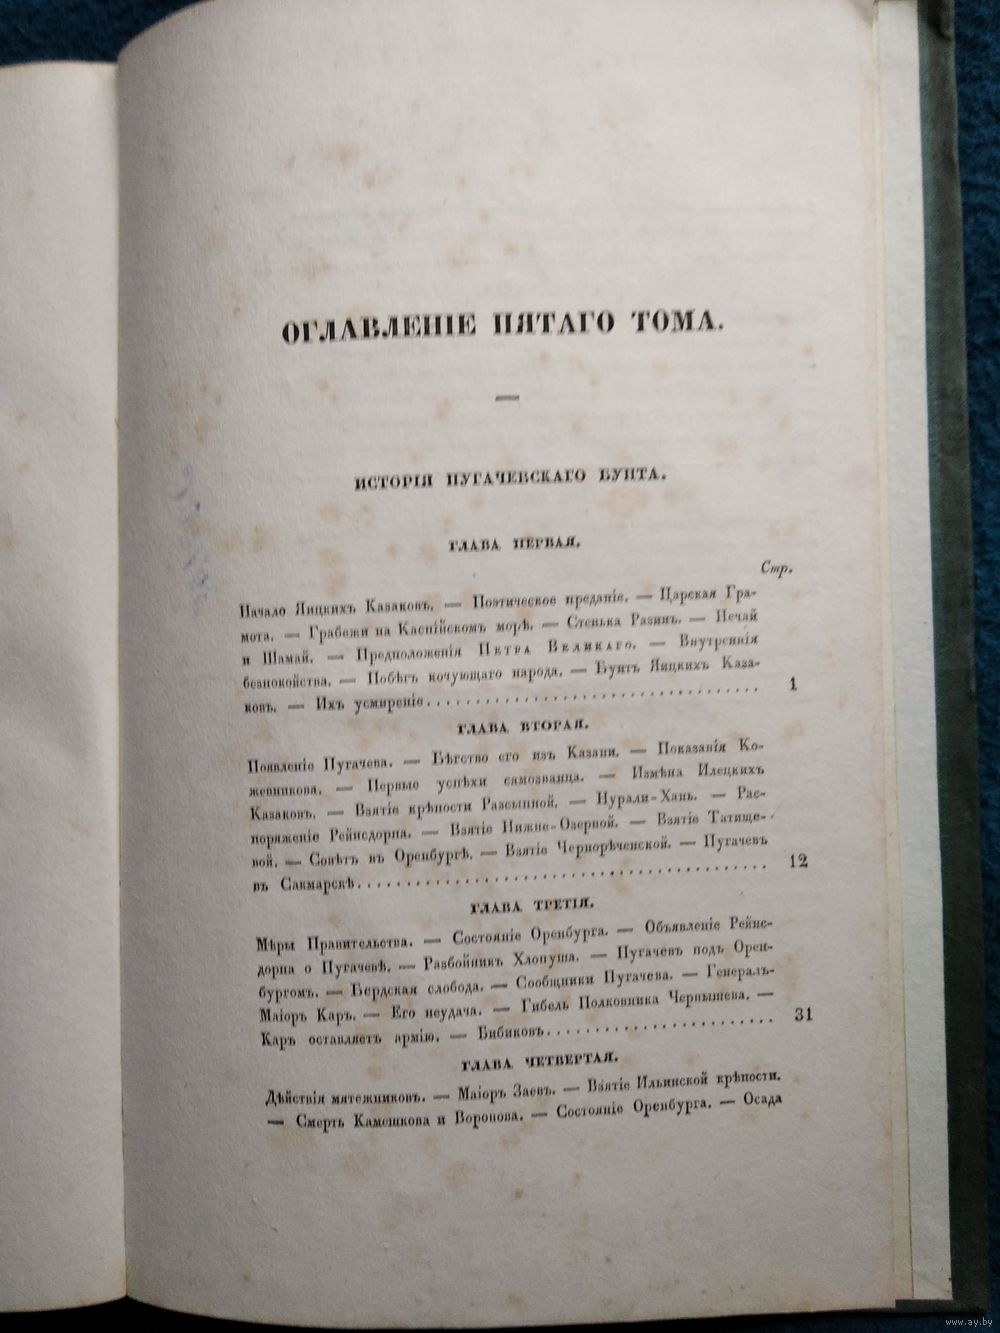 ОГЛАВЛЕНІЕ ПЯТАГО ТОМА.
ИСТОРІЯ ПУГАЧЕВСКАГО БУНТА.
ГЛАВА ПЕРВАЯ.
Стр.
Начало Яицкихъ Казаковъ. — Поэтическое преданіе. — Царская Гра-
мота. — Грабежи на Каспійскомъ морѣ. — Стенька Разинъ. — Нечай
и Шамай. — Предположенія Петра Великаго. — Внутреннія
безпокойства. — Побѣгъ кочующаго народа. — Бунтъ Яицкихъ Каза-
ковъ. — Ихъ усмиреніе. . . . . . . . . . . . . . . . . . . . 1
ГЛАВА ВТОРАЯ.
Появленіе Пугачева. — Бѣгство его изъ Казани. — Показанія Ко-
жевникова. — Первые успѣхи самозванца. — Измѣна Илецкихъ
Казаковъ. — Взятіе крѣпости Разсыпной. — Нурали-Ханъ. — Рас-
поряженіе Рейнсдорпа. — Взятіе Нижне-Озерной. — Взятіе Татище-
вой. — Совѣтъ въ Оренбургѣ. — Взятіе Чернорѣченской. — Пугачевъ
въ Сакмарскѣ. . . . . . . . . . . . . . . . . . . . 12
ГЛАВА ТРЕТІЯ.
Мѣры Правительства. — Состояніе Оренбурга. — Объявленіе Рейнс-
дорпа о Пугачевѣ. — Разбойникъ Хлопуша. — Пугачевъ подъ Орен-
бургомъ. — Бердская слобода. — Сообщники Пугачева. — Генералъ-
Маіоръ Каръ. — Его неудача. — Гибель Полковника Чернышева. —
Каръ оставляетъ армію. — Бибиковъ. . . . . . . . . . . . . . . . 31
ГЛАВА ЧЕТВЕРТАЯ.
Дѣйствія мятежниковъ. — Маіоръ Заевъ. — Взятіе Ильинской крѣпости.
— Смерть Камешкова и Воронова. — Состояніе Оренбурга. — Осада
www.ay.by